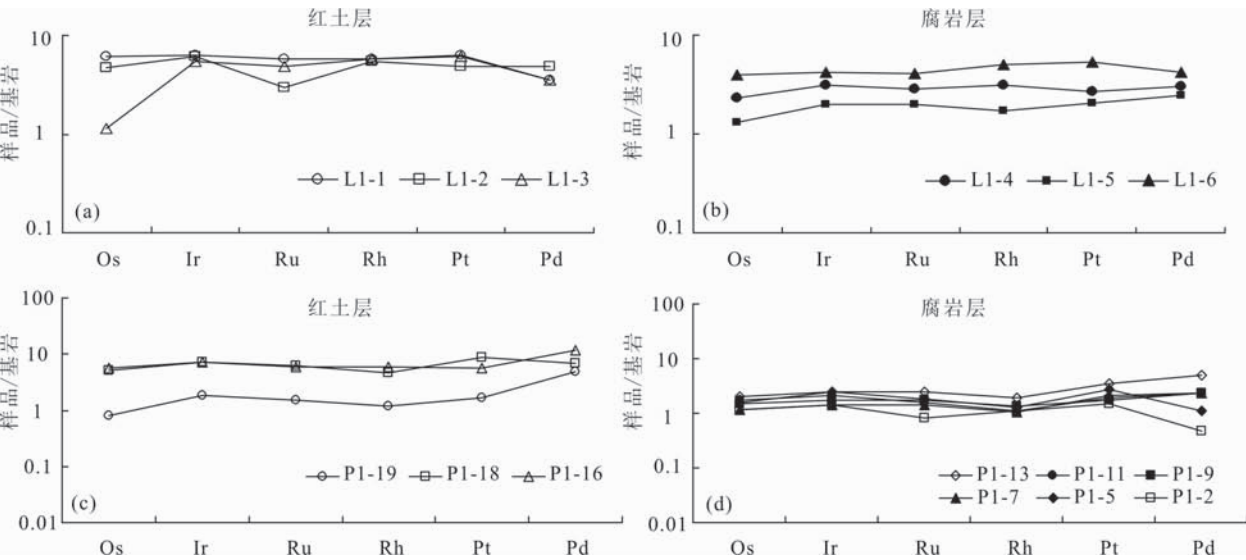 红土层
10
1
0.1
样品/基岩
L1-1 L1-2 L1-3
(a)
Os Ir Ru Rh Pt Pd
腐岩层
10
1
0.1
样品/基岩
L1-4 L1-5 L1-6
(b)
Os Ir Ru Rh Pt Pd
红土层
100
10
1
0.1
0.01
样品/基岩
P1-19 P1-18 P1-16
(c)
Os Ir Ru Rh Pt Pd
腐岩层
100
10
1
0.1
0.01
样品/基岩
P1-13 P1-11 P1-9
P1-7 P1-5 P1-2
(d)
Os Ir Ru Rh Pt Pd